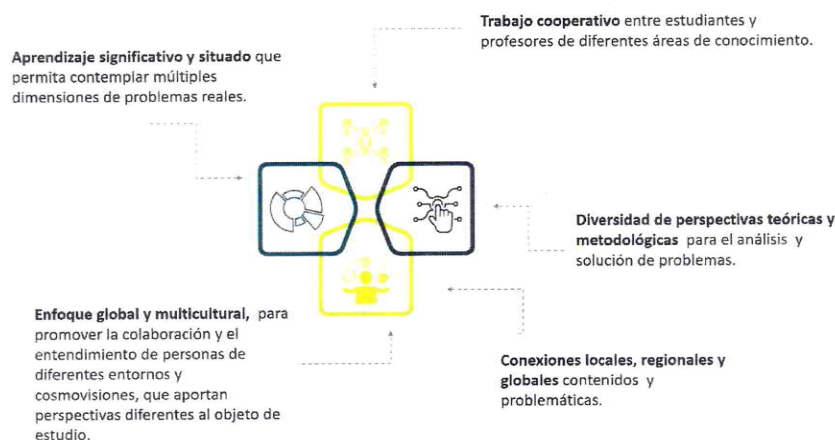 Trabajo cooperativo entre estudiantes y
profesores de diferentes áreas de conocimiento.
Aprendizaje significativo y situado que
permita contemplar múltiples
dimensiones de problemas reales.
Diversidad de perspectivas teóricas y
metodológicas para el análisis y
solución de problemas.
Enfoque global y multicultural, para
promover la colaboración y el
entendimiento de personas de
diferentes entornos y
cosmovisiones, que aportan
perspectivas diferentes al objeto de
estudio.
Conexiones locales, regionales y
globales contenidos y
problemáticas.